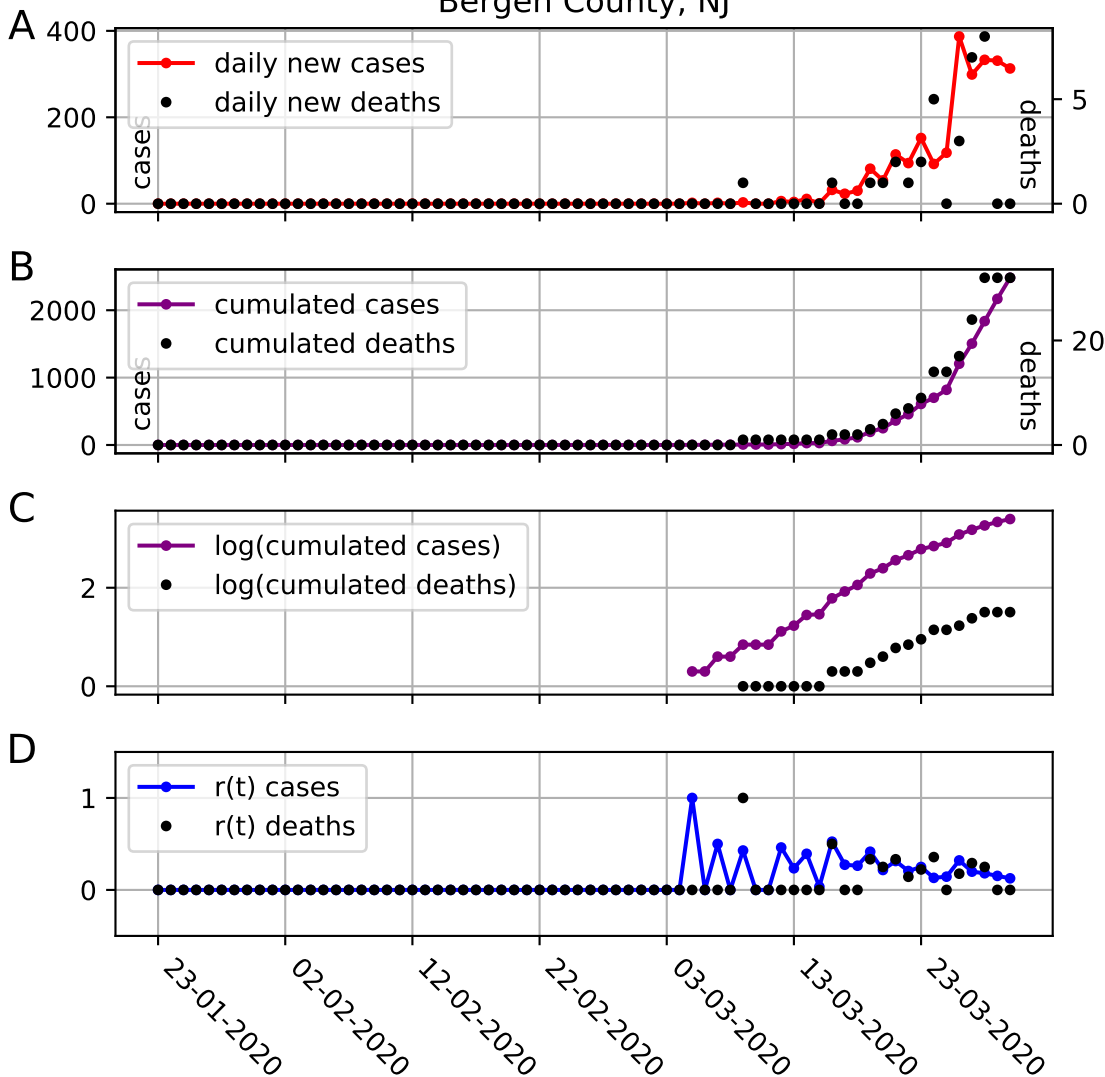 Bergen County, NJ
A
400
200
0
cases
daily new cases
daily new deaths
5
0
deaths
B
2000
1000
0
cases
cumulated cases
cumulated deaths
20
0
deaths
C
2
0
log(cumulated cases)
log(cumulated deaths)
D
1
0
r(t) cases
r(t) deaths
23-01-2020
02-02-2020
12-02-2020
22-02-2020
03-03-2020
13-03-2020
23-03-2020